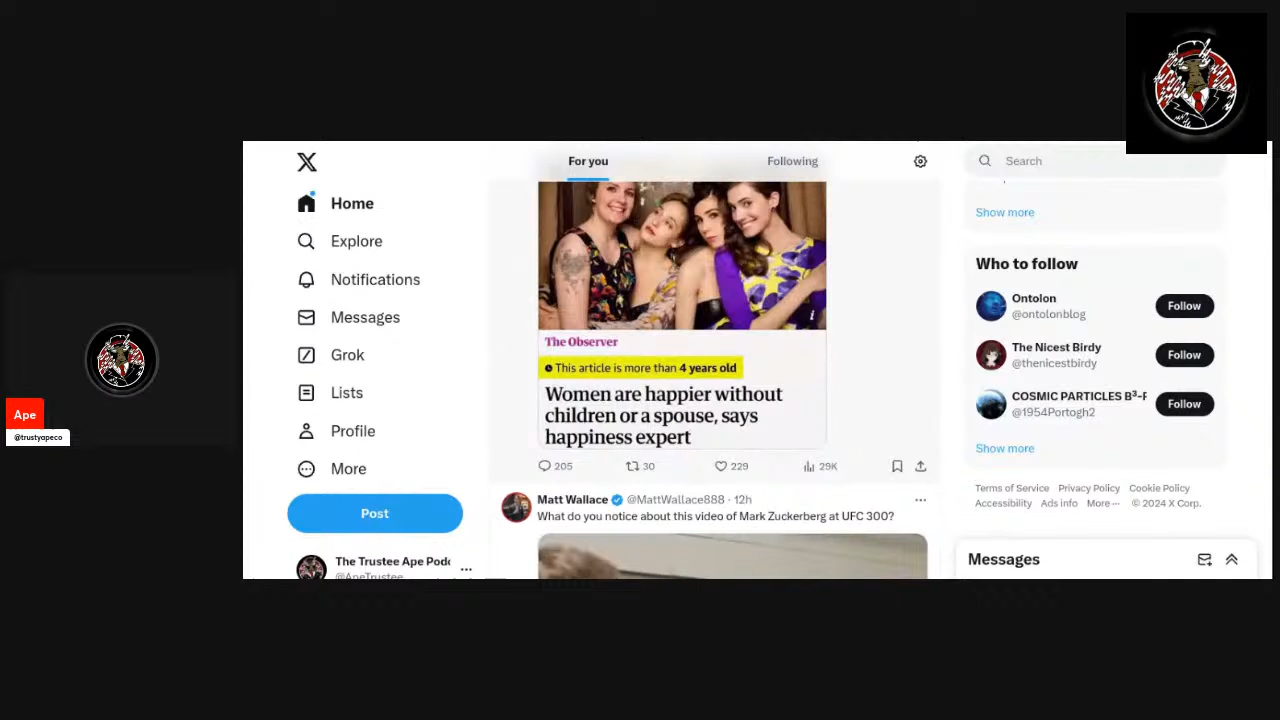 For you
Following
Search
Home
Explore
Notifications
Messages
Grok
Lists
Profile
More
Post
The Trustee Ape Podc
@ApeTrustee
Ape
@trustyapeco
The Observer
This article is more than 4 years old
Women are happier without
children or a spouse, says
happiness expert
205
30
229
29K
Matt Wallace @MattWallace888 · 12h
What do you notice about this video of Mark Zuckerberg at UFC 300?
Show more
Who to follow
Ontolon
@ontolonblog
Follow
The Nicest Birdy
@thenicestbirdy
Follow
COSMIC PARTICLES B³-F
@1954Portogh2
Follow
Show more
Terms of Service Privacy Policy Cookie Policy
Accessibility Ads info More ··· © 2024 X Corp.
Messages